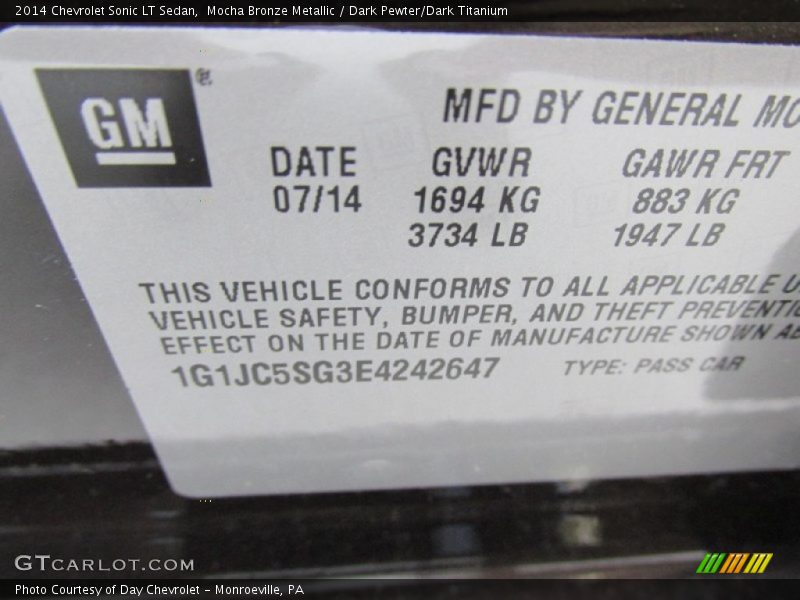 2014 Chevrolet Sonic LT Sedan,  Mocha Bronze Metallic / Dark Pewter/Dark Titanium
GM ®
MFD BY GENERAL MO
DATE GVWR GAWR FRT
07/14 1694 KG 883 KG
3734 LB 1947 LB
THIS VEHICLE CONFORMS TO ALL APPLICABLE U
VEHICLE SAFETY, BUMPER, AND THEFT PREVENTIO
EFFECT ON THE DATE OF MANUFACTURE SHOWN AB
1G1JC5SG3E4242647 TYPE: PASS CAR
GTCARLOT.COM
Photo Courtesy of Day Chevrolet – Monroeville, PA